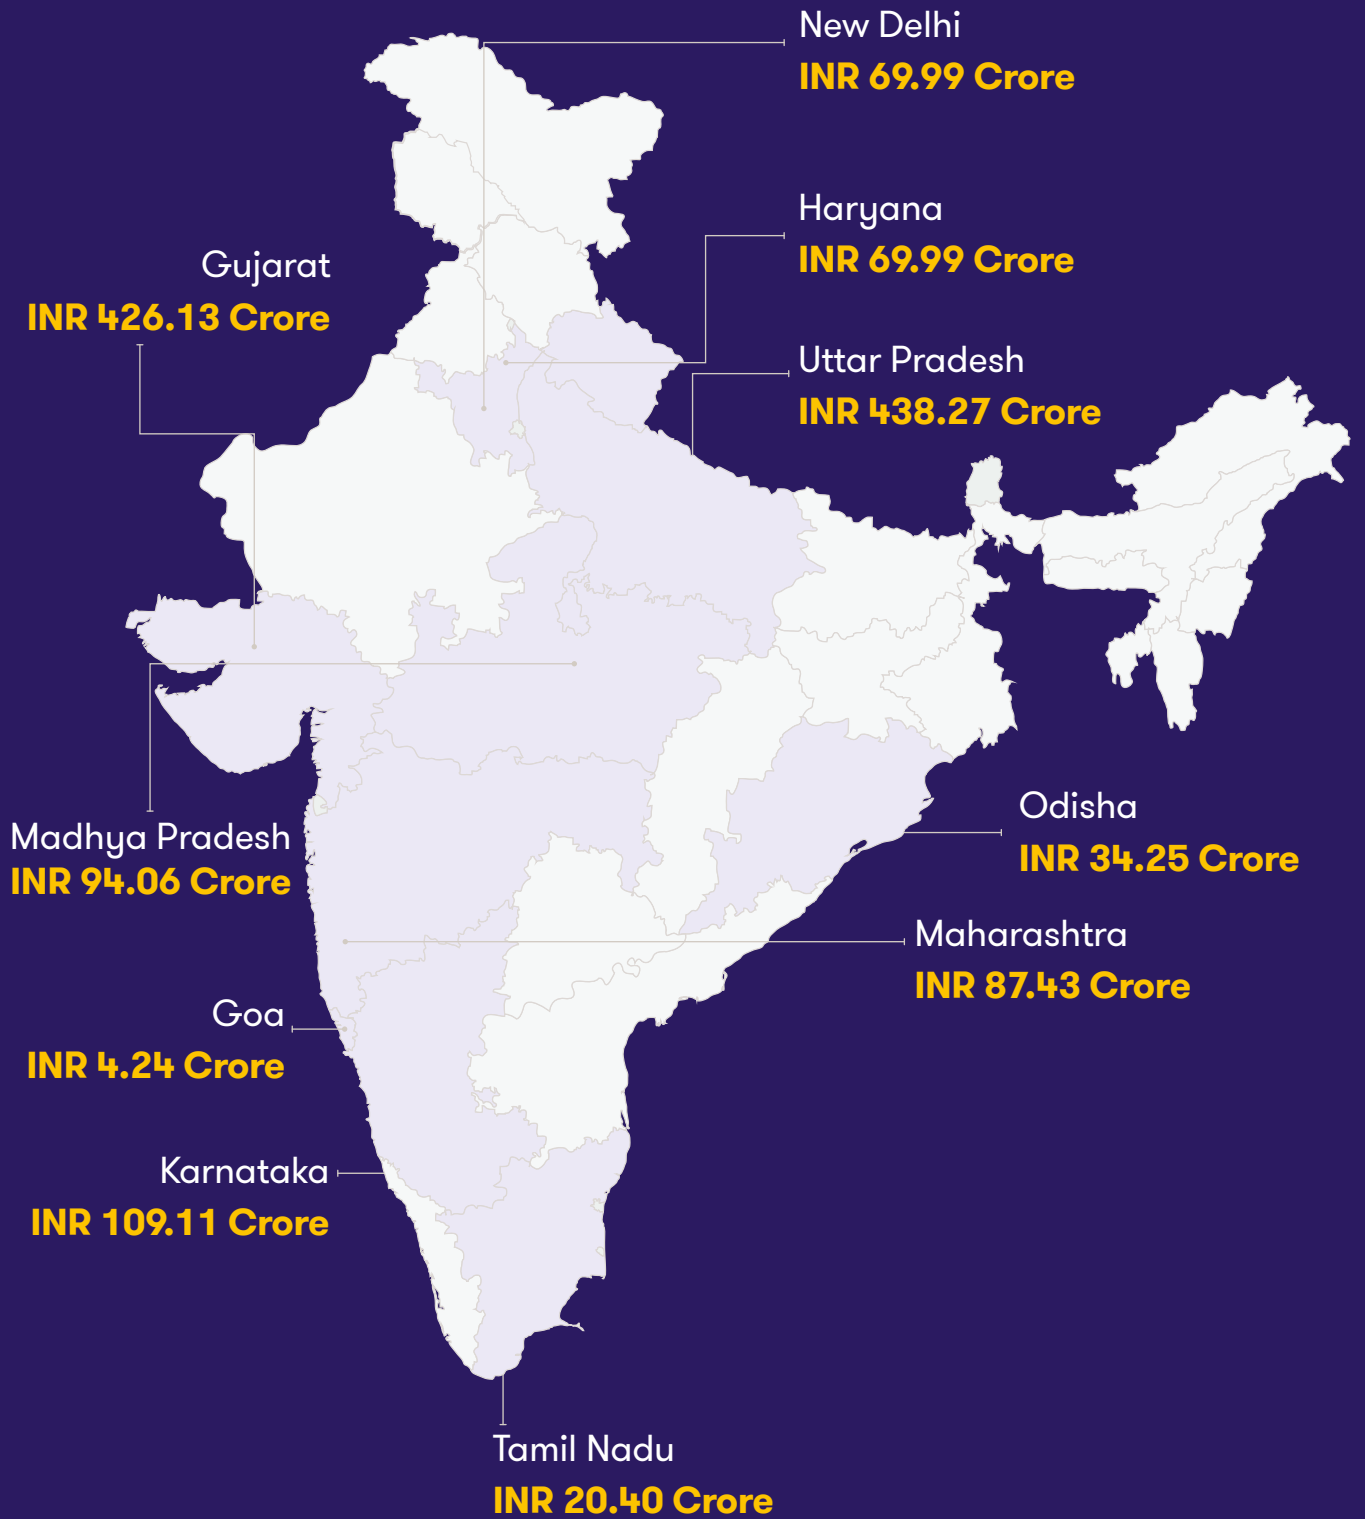 New Delhi
INR 69.99 Crore
Haryana
INR 69.99 Crore
Gujarat
INR 426.13 Crore
Uttar Pradesh
INR 438.27 Crore
Madhya Pradesh
INR 94.06 Crore
Odisha
INR 34.25 Crore
Maharashtra
INR 87.43 Crore
Goa
INR 4.24 Crore
Karnataka
INR 109.11 Crore
Tamil Nadu
INR 20.40 Crore